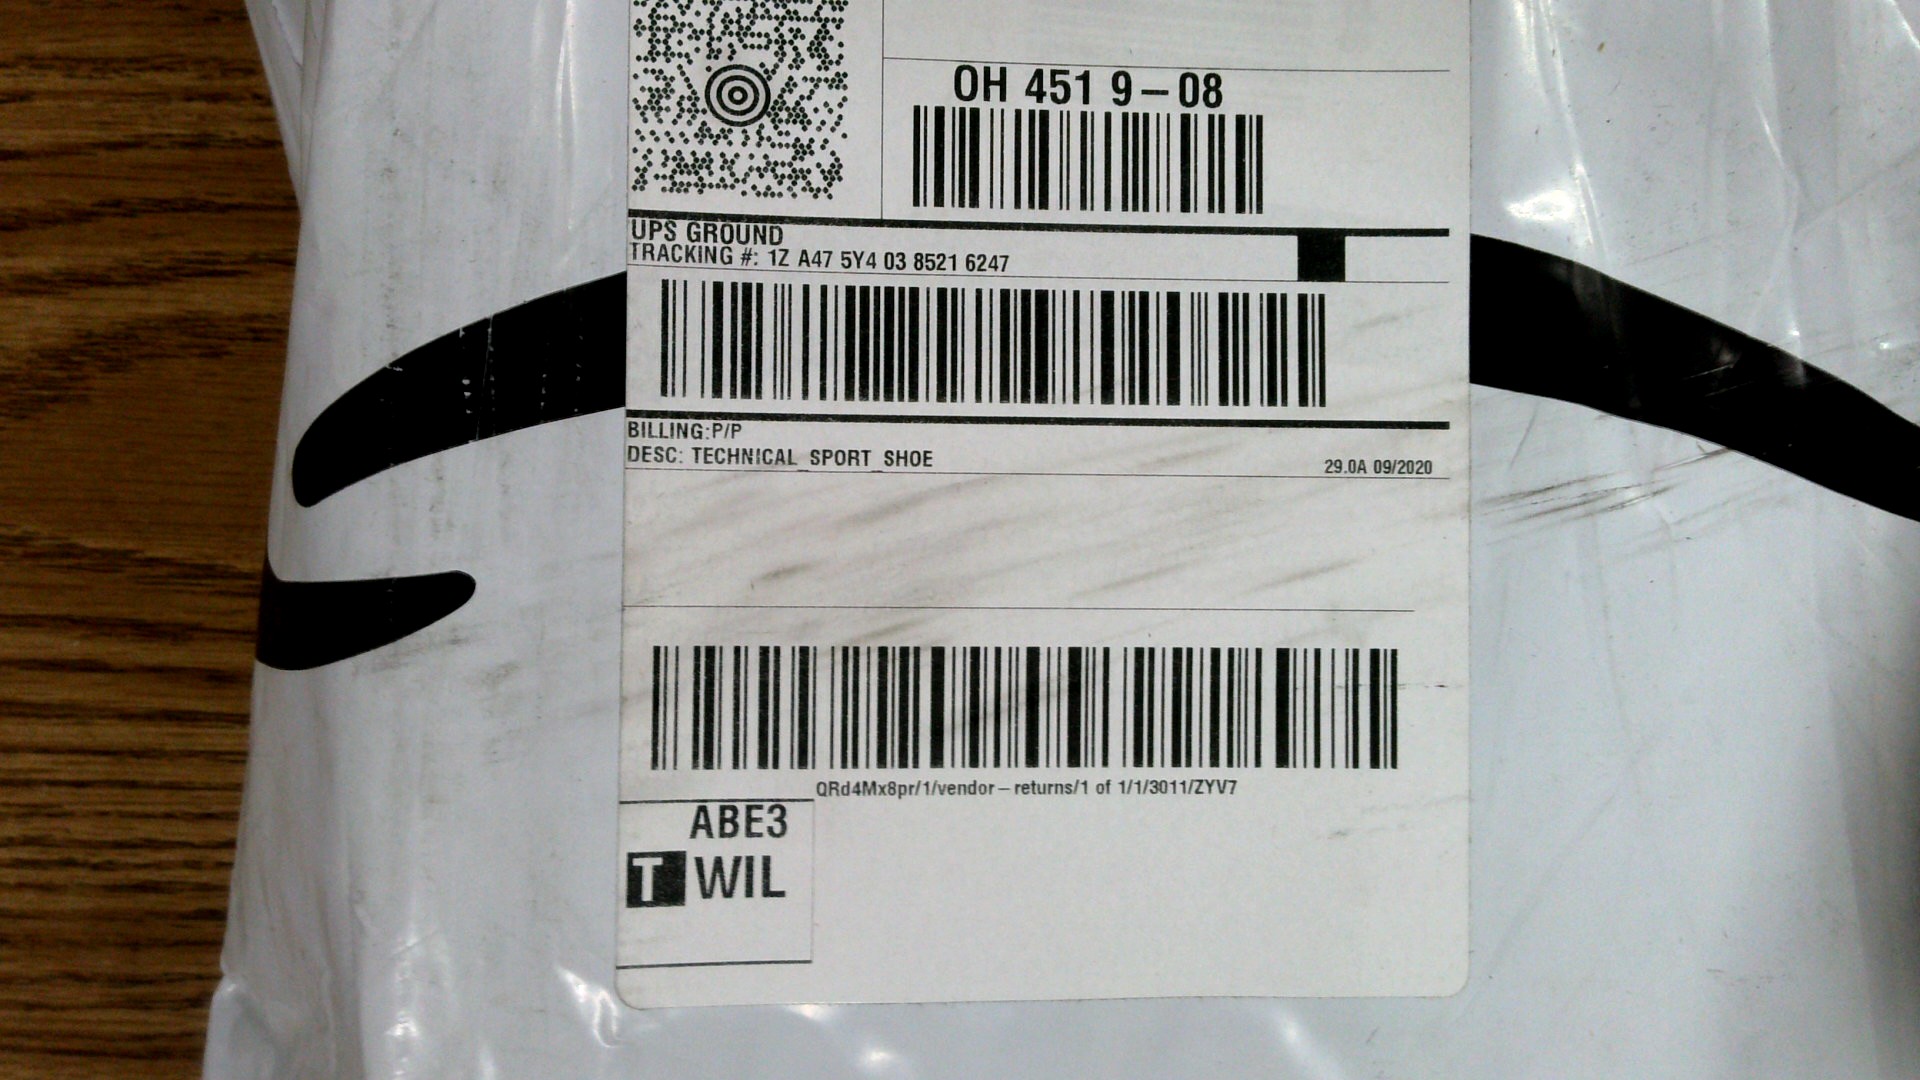 OH 451 9–08
UPS GROUND
TRACKING #: 1Z A47 5Y4 03 8521 6247
BILLING:P/P
DESC: TECHNICAL_SPORT_SHOE
29.0A 09/2020
QRd4Mx8pr/1/vendor–returns/1 of 1/1/3011/ZYV7
ABE3
T WIL